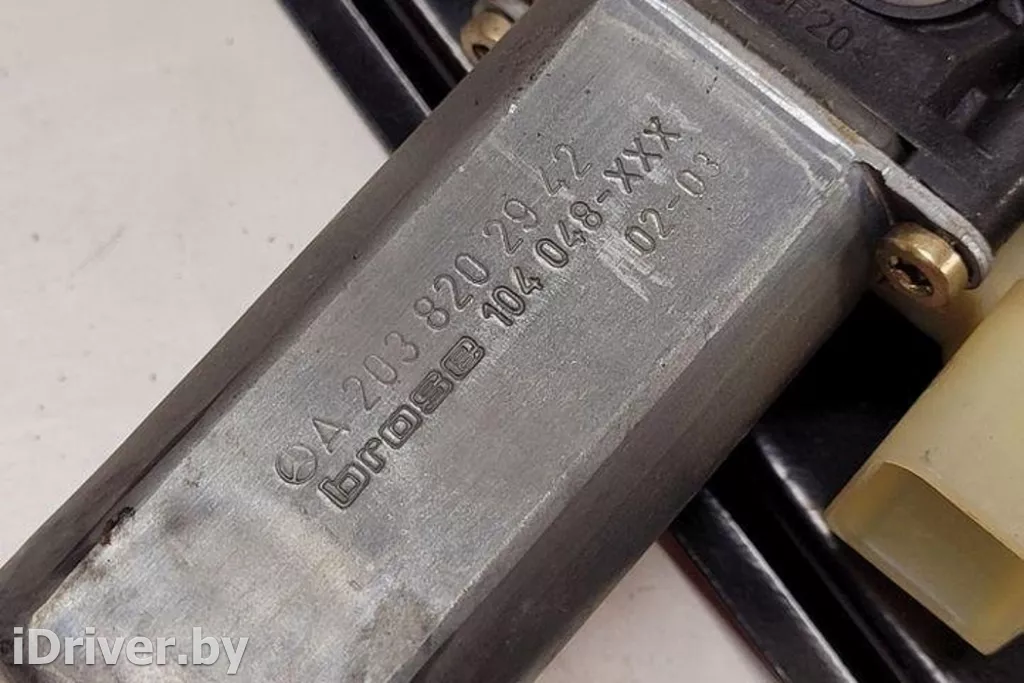 A 203 820 29 42
brose 104 048-XXX
02-03
iDriver.by